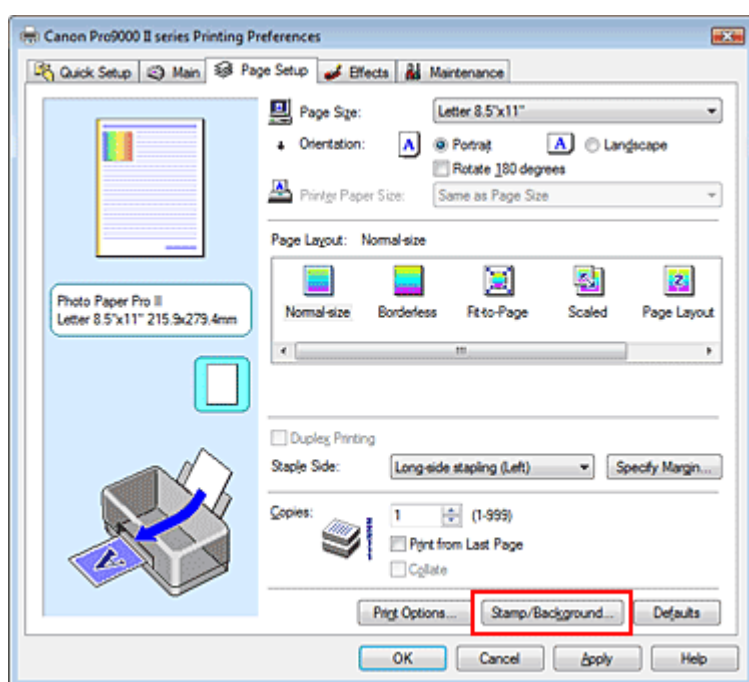 Canon Pro9000 II series Printing Preferences
Quick Setup Main Page Setup Effects Maintenance
Page Size: Letter 8.5"x11"
Orientation: A Portrait A Landscape
Rotate 180 degrees
Printer Paper Size: Same as Page Size
Page Layout: Normal-size
Normal-size Borderless Fit-to-Page Scaled Page Layout
Photo Paper Pro II
Letter 8.5"x11" 215.9x279.4mm
Duplex Printing
Staple Side: Long-side stapling (Left) Specify Margin...
Copies: 1 (1-999)
Print from Last Page
Collate
Print Options... Stamp/Background... Defaults
OK Cancel Apply Help